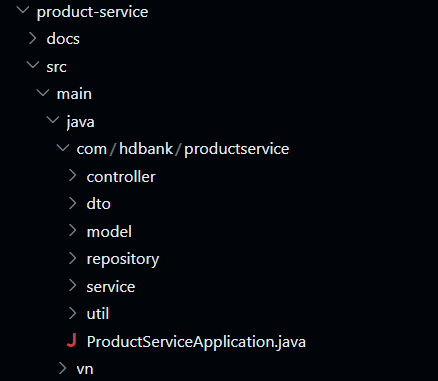 product-service
docs
src
main
java
com/hdbank/productservice
controller
dto
model
repository
service
util
J ProductServiceApplication.java
vn